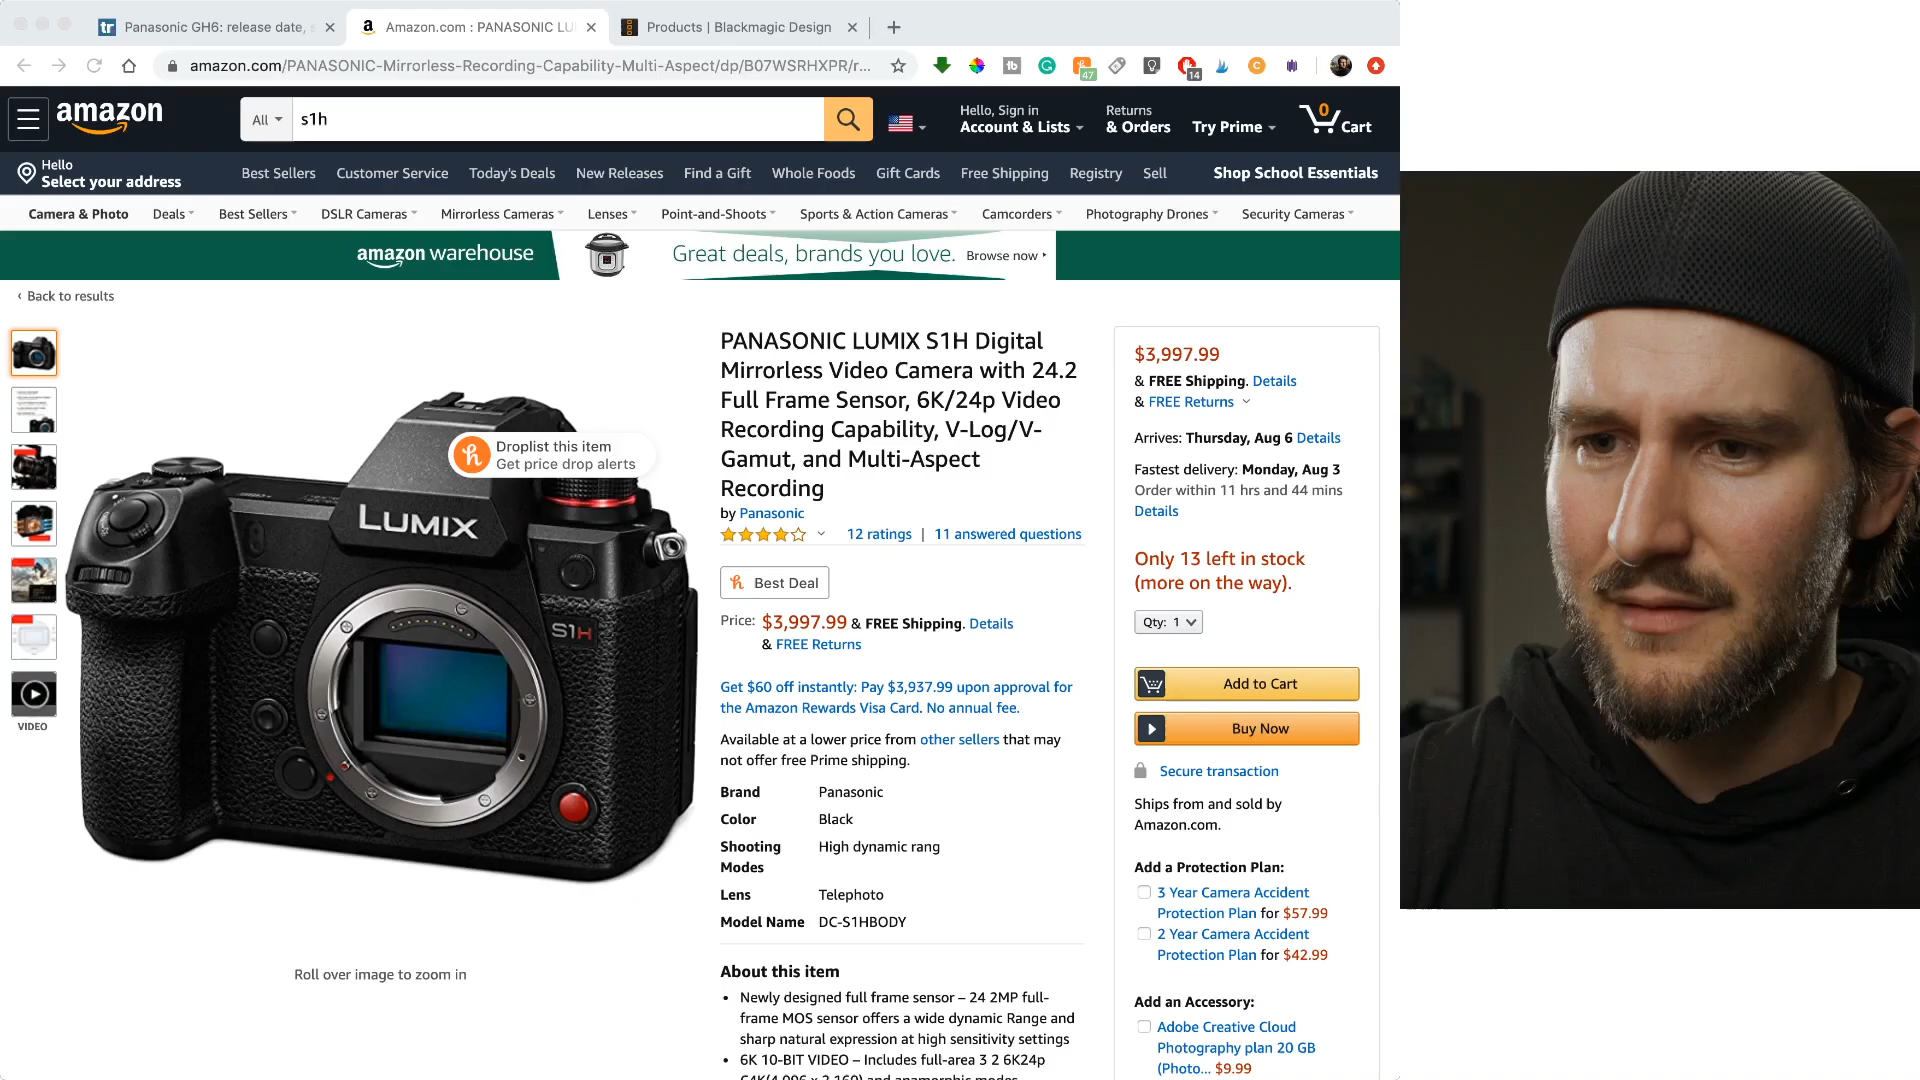 Panasonic GH6: release date,
Amazon.com : PANASONIC LU
Products | Blackmagic Design
amazon.com/PANASONIC-Mirrorless-Recording-Capability-Multi-Aspect/dp/B07WSRHXPR/r...
47
14
amazon
All
s1h
Hello, Sign in
Account & Lists
Returns
& Orders
Try Prime
0
Cart
Hello
Select your address
Best Sellers
Customer Service
Today's Deals
New Releases
Find a Gift
Whole Foods
Gift Cards
Free Shipping
Registry
Sell
Shop School Essentials
Camera & Photo
Deals
Best Sellers
DSLR Cameras
Mirrorless Cameras
Lenses
Point-and-Shoots
Sports & Action Cameras
Camcorders
Photography Drones
Security Cameras
amazon warehouse
Great deals, brands you love.
Browse now
‹ Back to results
VIDEO
LUMIX
S1H
Droplist this item
Get price drop alerts
Roll over image to zoom in
PANASONIC LUMIX S1H Digital
Mirrorless Video Camera with 24.2
Full Frame Sensor, 6K/24p Video
Recording Capability, V-Log/V-
Gamut, and Multi-Aspect
Recording
by Panasonic
12 ratings | 11 answered questions
Best Deal
Price: $3,997.99 & FREE Shipping. Details
& FREE Returns
Get $60 off instantly: Pay $3,937.99 upon approval for
the Amazon Rewards Visa Card. No annual fee.
Available at a lower price from other sellers that may
not offer free Prime shipping.
Brand Panasonic
Color Black
Shooting Modes High dynamic rang
Lens Telephoto
Model Name DC-S1HBODY
About this item
• Newly designed full frame sensor – 24 2MP full-
frame MOS sensor offers a wide dynamic Range and
sharp natural expression at high sensitivity settings
• 6K 10-BIT VIDEO – Includes full-area 3 2 6K24p
C4K(4,096 x 2,160) and anamorphic modes
$3,997.99
& FREE Shipping. Details
& FREE Returns
Arrives: Thursday, Aug 6 Details
Fastest delivery: Monday, Aug 3
Order within 11 hrs and 44 mins
Details
Only 13 left in stock
(more on the way).
Qty: 1
Add to Cart
Buy Now
Secure transaction
Ships from and sold by
Amazon.com.
Add a Protection Plan:
3 Year Camera Accident
Protection Plan for $57.99
2 Year Camera Accident
Protection Plan for $42.99
Add an Accessory:
Adobe Creative Cloud
Photography plan 20 GB
(Photo... $9.99